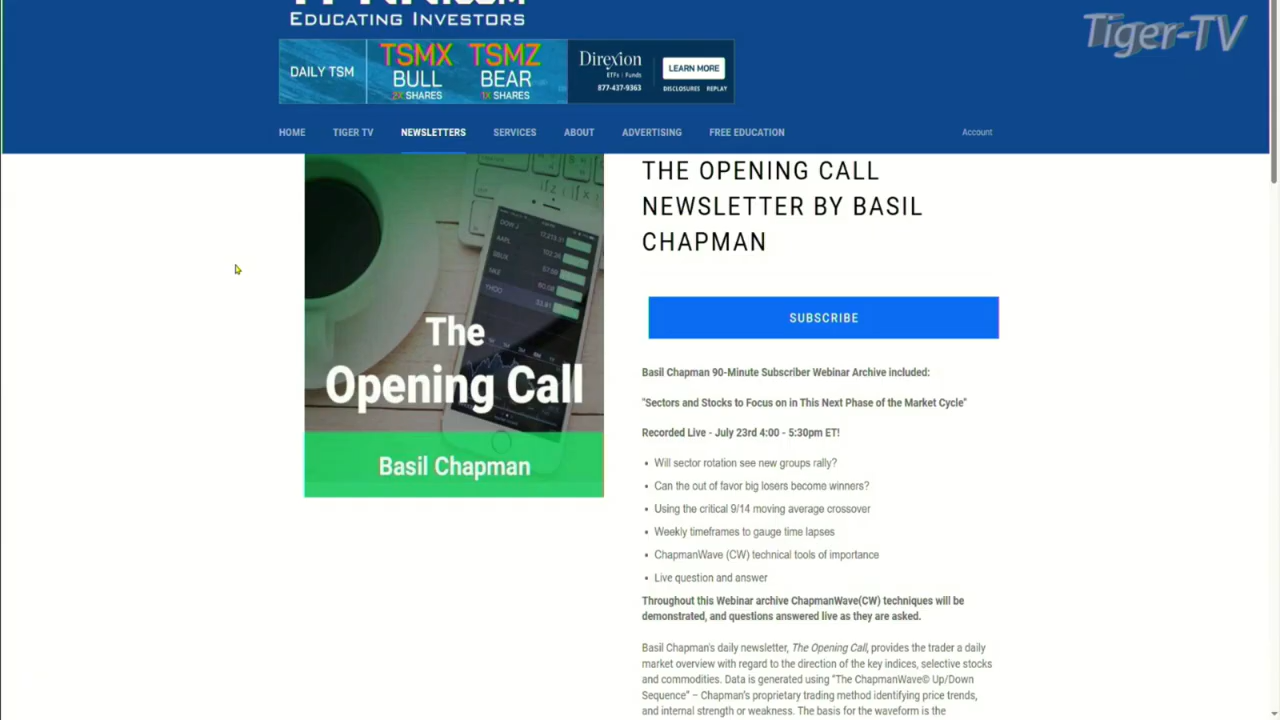 EDUCATING INVESTORS
Tiger-TV
DAILY TSM
TSMX
BULL
2X SHARES
TSMZ
BEAR
1X SHARES
Direxion
ETFs | Funds
877-437-9363
LEARN MORE
DISCLOSURES REPLAY
HOME TIGER TV NEWSLETTERS SERVICES ABOUT ADVERTISING FREE EDUCATION Account
The
Opening Call
Basil Chapman
THE OPENING CALL
NEWSLETTER BY BASIL
CHAPMAN
SUBSCRIBE
Basil Chapman 90-Minute Subscriber Webinar Archive included:
"Sectors and Stocks to Focus on in This Next Phase of the Market Cycle"
Recorded Live - July 23rd 4:00 - 5:30pm ET!
• Will sector rotation see new groups rally?
• Can the out of favor big losers become winners?
• Using the critical 9/14 moving average crossover
• Weekly timeframes to gauge time lapses
• ChapmanWave (CW) technical tools of importance
• Live question and answer
Throughout this Webinar archive ChapmanWave(CW) techniques will be
demonstrated, and questions answered live as they are asked.
Basil Chapman's daily newsletter, The Opening Call, provides the trader a daily
market overview with regard to the direction of the key indices, selective stocks
and commodities. Data is generated using "The ChapmanWave© Up/Down
Sequence" – Chapman's proprietary trading method identifying price trends,
and internal strength or weakness. The basis for the waveform is the